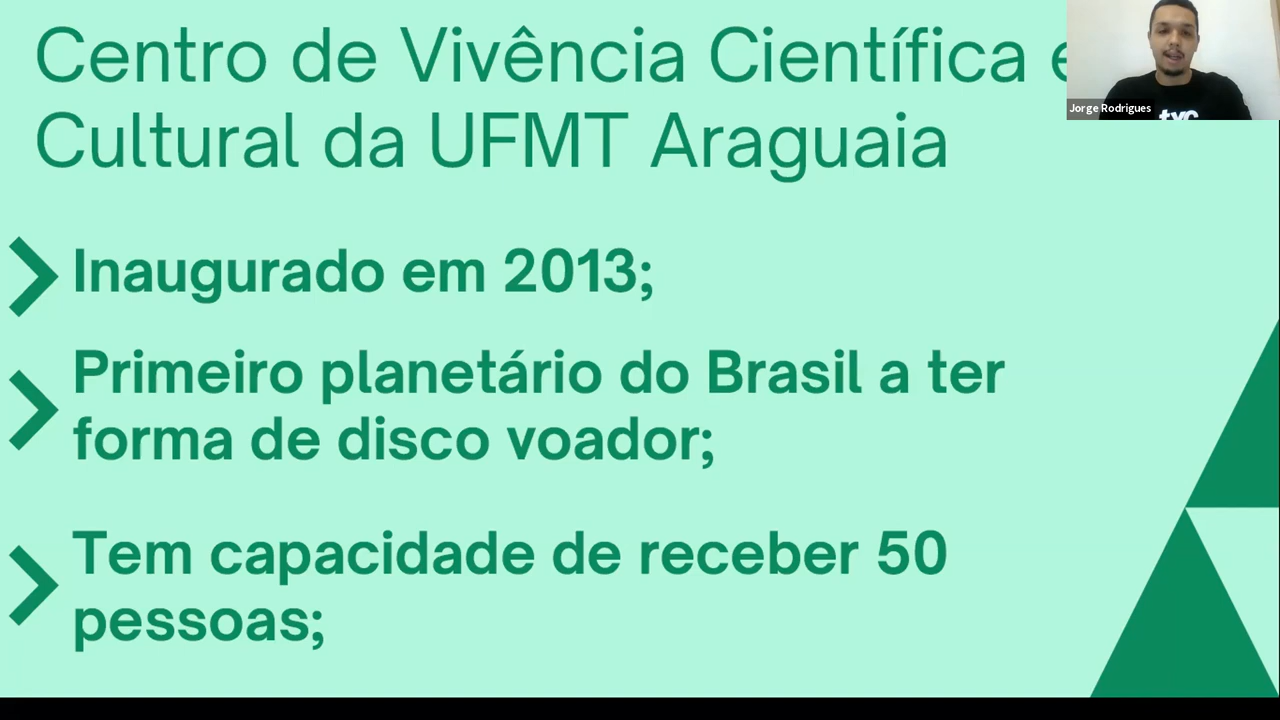 Centro de Vivência Científica e
Cultural da UFMT Araguaia
Jorge Rodrigues
Inaugurado em 2013;
Primeiro planetário do Brasil a ter
forma de disco voador;
Tem capacidade de receber 50
pessoas;